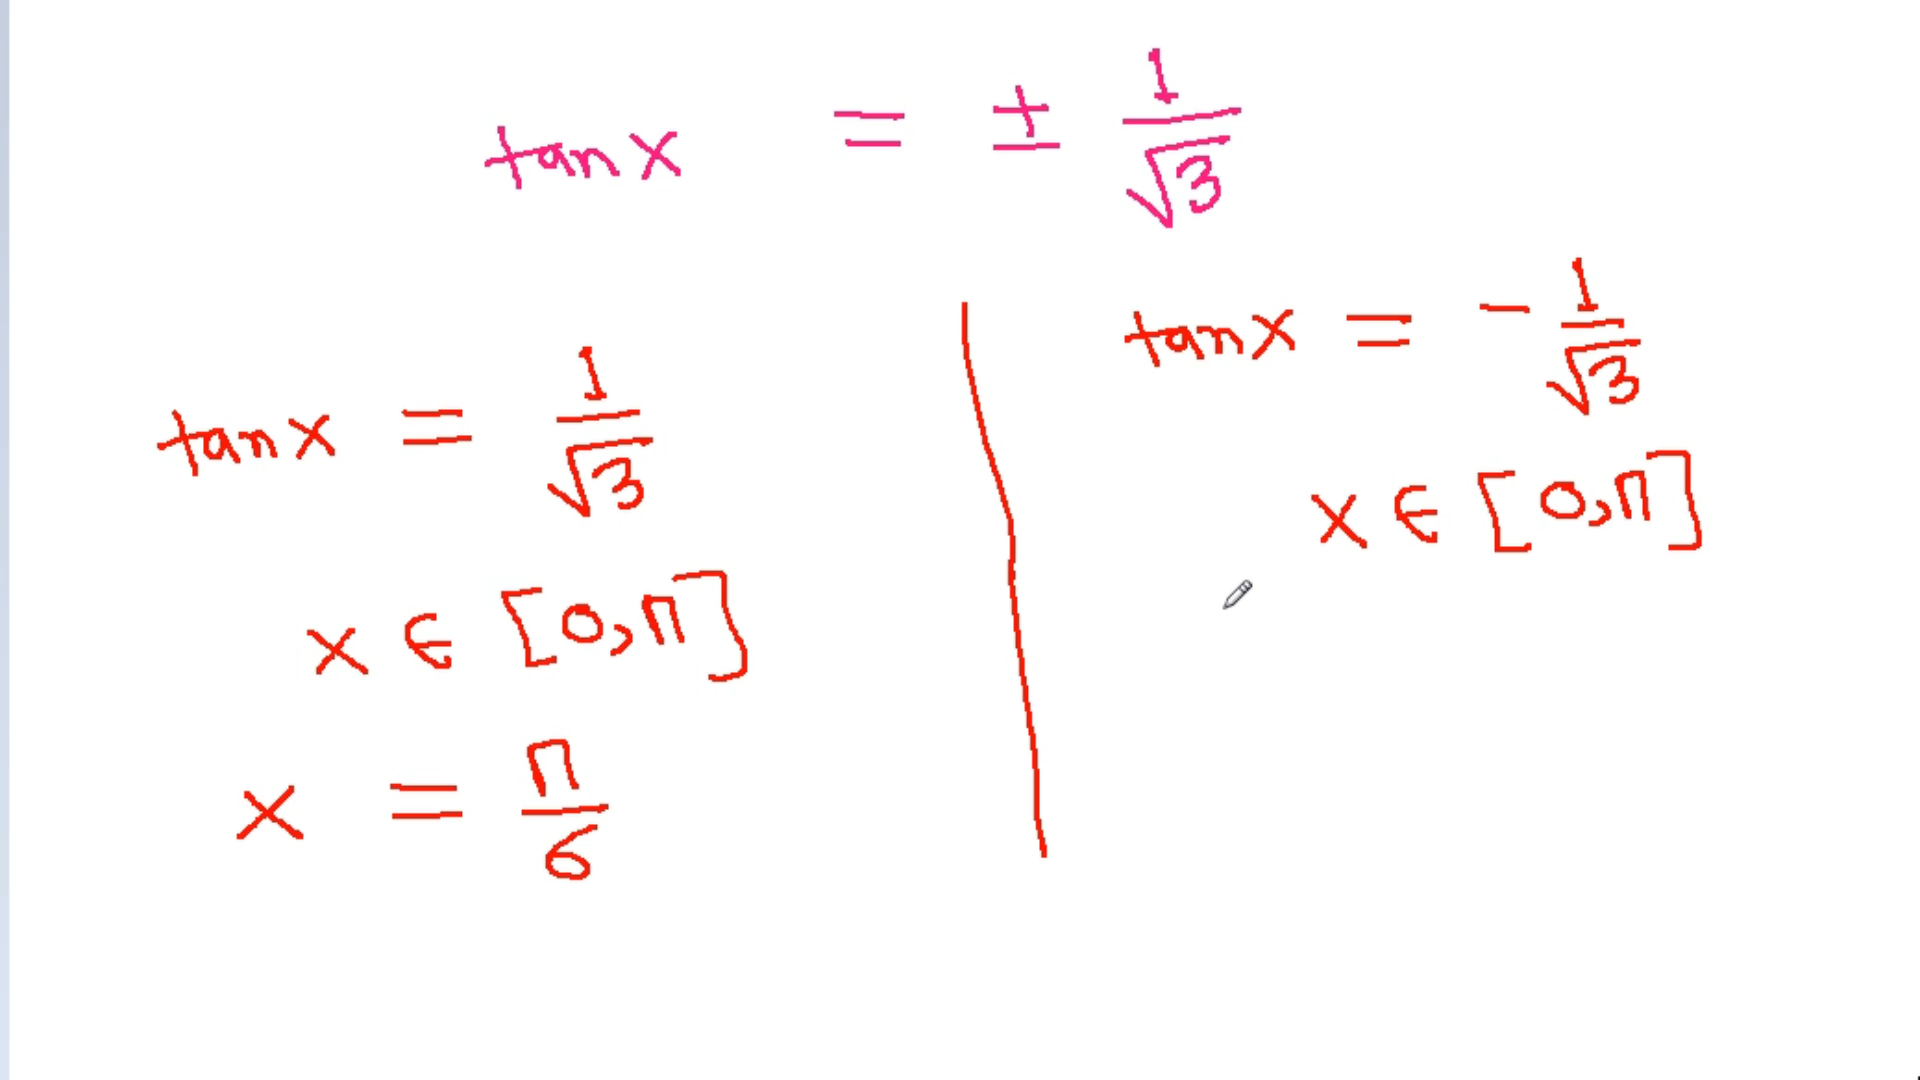 tan x = ± 1/√3
tan x = 1/√3
x ∈ [0, π]
x = π/6
tan x = - 1/√3
x ∈ [0, π]